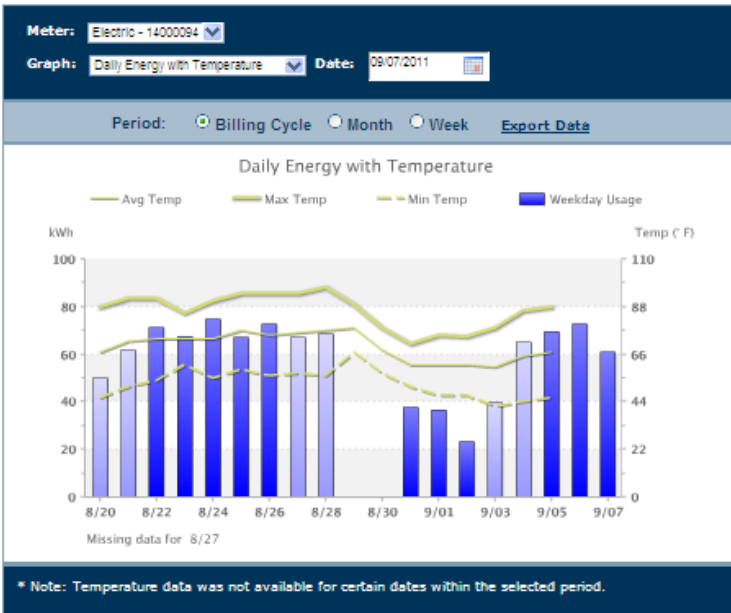 Meter: Electric - 14000094
Graph: Daily Energy with Temperature Date: 09/07/2011
Period: Billing Cycle Month Week Export Data
Daily Energy with Temperature
Avg Temp Max Temp Min Temp Weekday Usage
kWh Temp (° F)
100 110
80 88
60 66
40 44
20 22
0 0
8/20 8/22 8/24 8/26 8/28 8/30 9/01 9/03 9/05 9/07
Missing data for 8/27
* Note: Temperature data was not available for certain dates within the selected period.